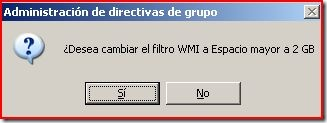 Administración de directivas de grupo
¿Desea cambiar el filtro WMI a Espacio mayor a 2 GB
Sí
No